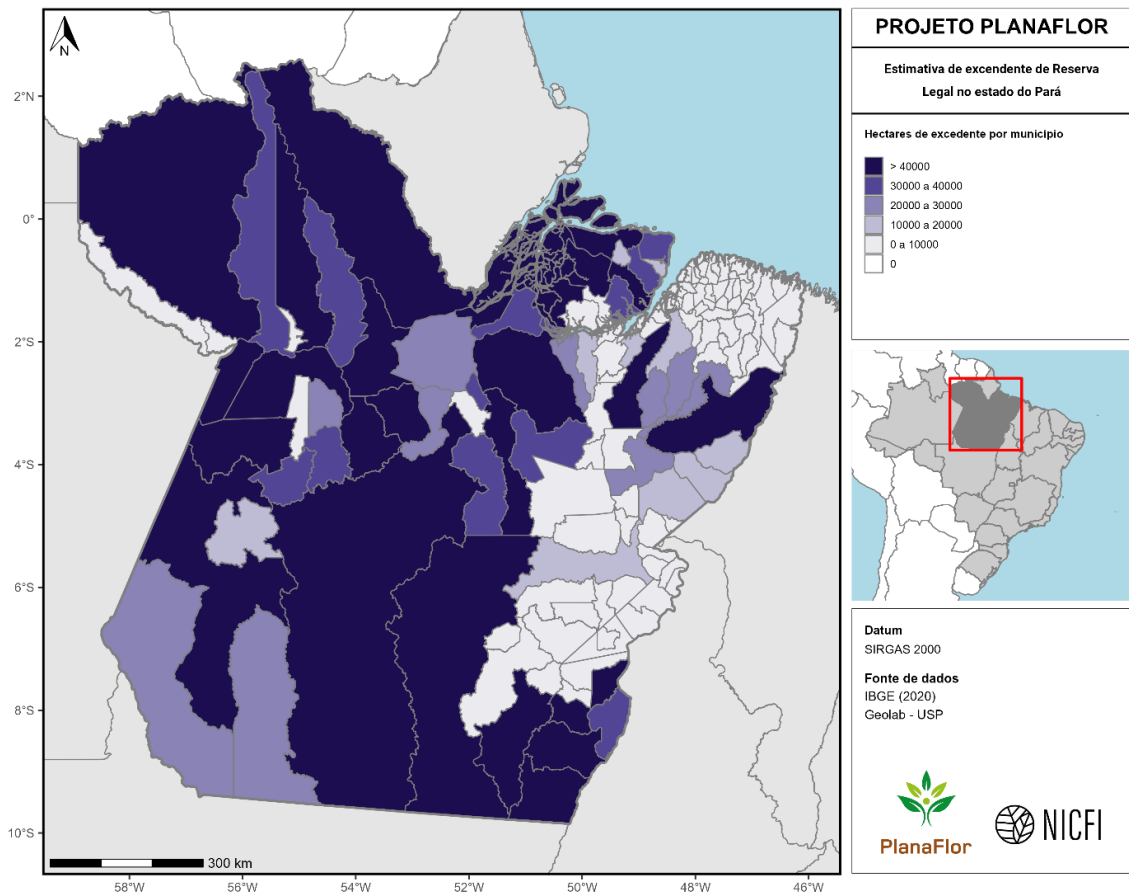 PROJETO PLANAFLOR
Estimativa de excendente de Reserva
Legal no estado do Pará
Hectares de excedente por municipio
> 40000
30000 a 40000
20000 a 30000
10000 a 20000
0 a 10000
0
Datum
SIRGAS 2000
Fonte de dados
IBGE (2020)
Geolab - USP
PlanaFlor
NICFI
N
2°N
0°
2°S
4°S
6°S
8°S
10°S
300 km
58°W
56°W
54°W
52°W
50°W
48°W
46°W